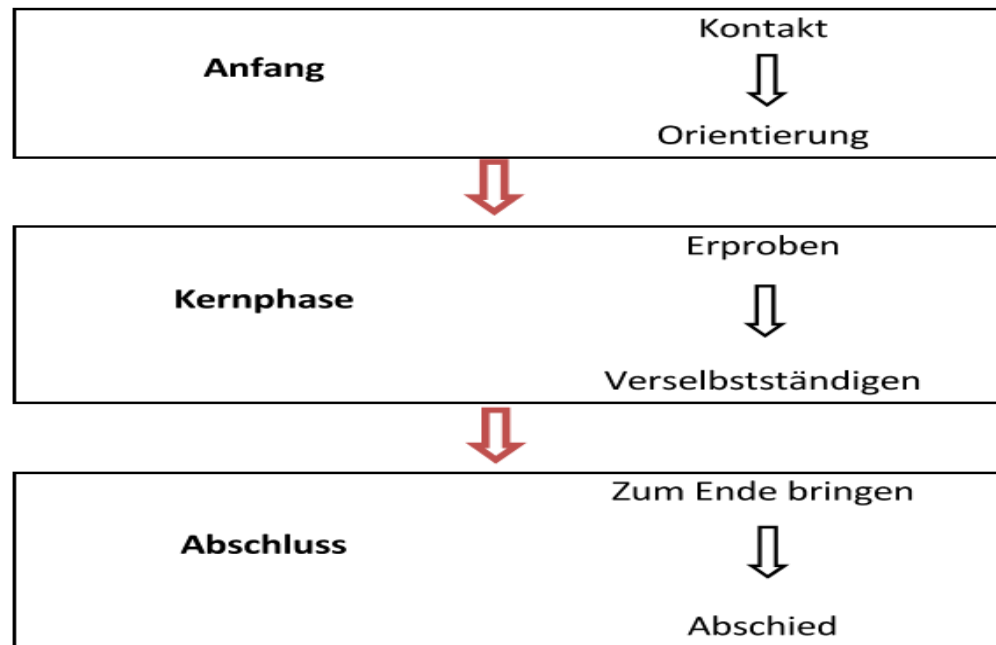 Kontakt
Anfang
Orientierung
Erproben
Kernphase
Verselbstständigen
Zum Ende bringen
Abschluss
Abschied